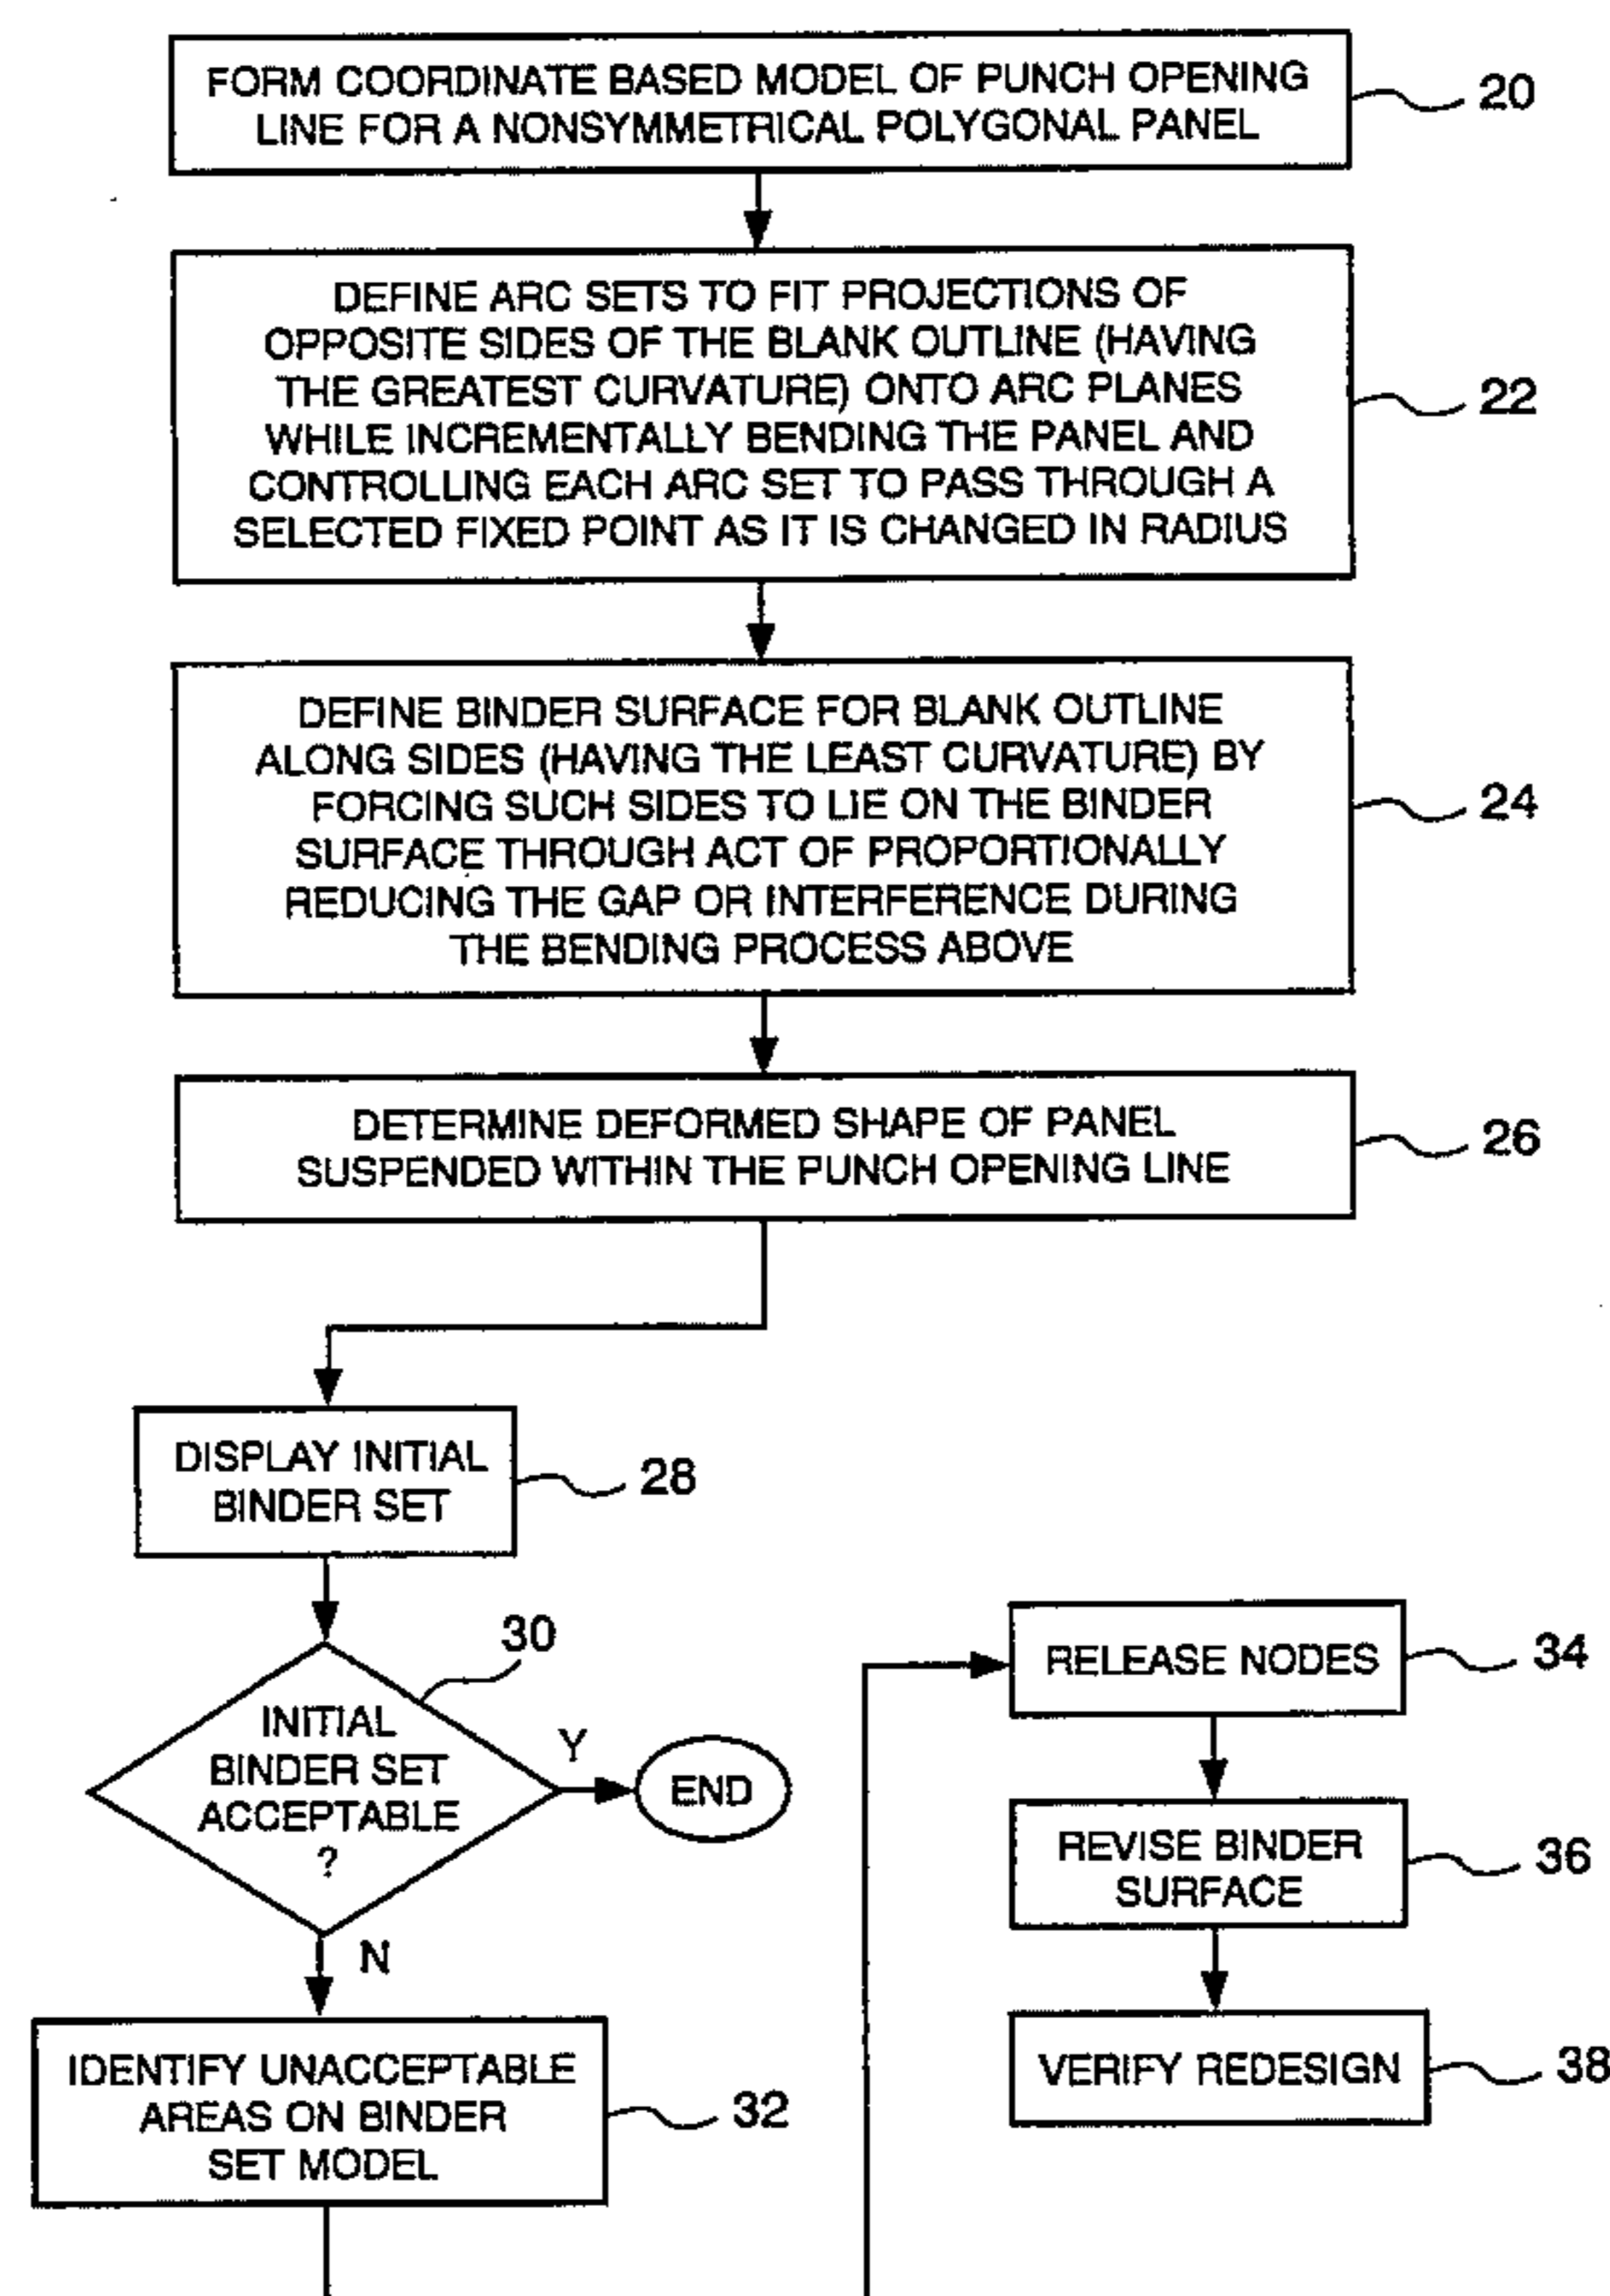 FORM COORDINATE BASED MODEL OF PUNCH OPENING
LINE FOR A NONSYMMETRICAL POLYGONAL PANEL
20
DEFINE ARC SETS TO FIT PROJECTIONS OF
OPPOSITE SIDES OF THE BLANK OUTLINE (HAVING
THE GREATEST CURVATURE) ONTO ARC PLANES
WHILE INCREMENTALLY BENDING THE PANEL AND
CONTROLLING EACH ARC SET TO PASS THROUGH A
SELECTED FIXED POINT AS IT IS CHANGED IN RADIUS
22
DEFINE BINDER SURFACE FOR BLANK OUTLINE
ALONG SIDES (HAVING THE LEAST CURVATURE) BY
FORCING SUCH SIDES TO LIE ON THE BINDER
SURFACE THROUGH ACT OF PROPORTIONALLY
REDUCING THE GAP OR INTERFERENCE DURING
THE BENDING PROCESS ABOVE
24
DETERMINE DEFORMED SHAPE OF PANEL
SUSPENDED WITHIN THE PUNCH OPENING LINE
26
DISPLAY INITIAL
BINDER SET
28
30
INITIAL
BINDER SET
ACCEPTABLE
?
Y
END
N
IDENTIFY UNACCEPTABLE
AREAS ON BINDER
SET MODEL
32
RELEASE NODES
34
REVISE BINDER
SURFACE
36
VERIFY REDESIGN
38